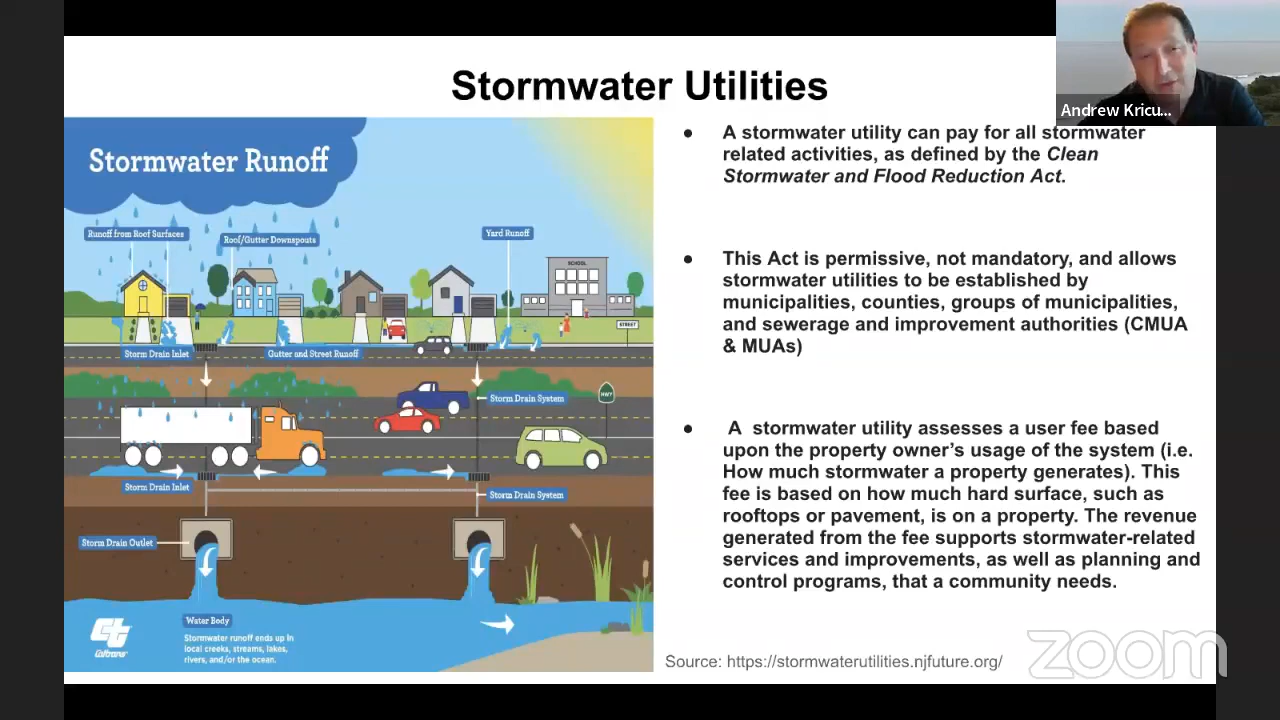 Stormwater Utilities
Andrew Kricu...
Stormwater Runoff
Runoff from Roof Surfaces
Roof/Gutter Downspouts
Yard Runoff
SCHOOL
STREET
Storm Drain Inlet
Gutter and Street Runoff
HWY
Storm Drain System
Storm Drain Inlet
Storm Drain System
Storm Drain Outlet
Water Body
Stormwater runoff ends up in
local creeks, streams, lakes,
rivers, and/or the ocean.
ct
Caltrans
● A stormwater utility can pay for all stormwater
related activities, as defined by the Clean
Stormwater and Flood Reduction Act.
● This Act is permissive, not mandatory, and allows
stormwater utilities to be established by
municipalities, counties, groups of municipalities,
and sewerage and improvement authorities (CMUA
& MUAs)
● A stormwater utility assesses a user fee based
upon the property owner’s usage of the system (i.e.
How much stormwater a property generates). This
fee is based on how much hard surface, such as
rooftops or pavement, is on a property. The revenue
generated from the fee supports stormwater-related
services and improvements, as well as planning and
control programs, that a community needs.
Source: https://stormwaterutilities.njfuture.org/
zoom